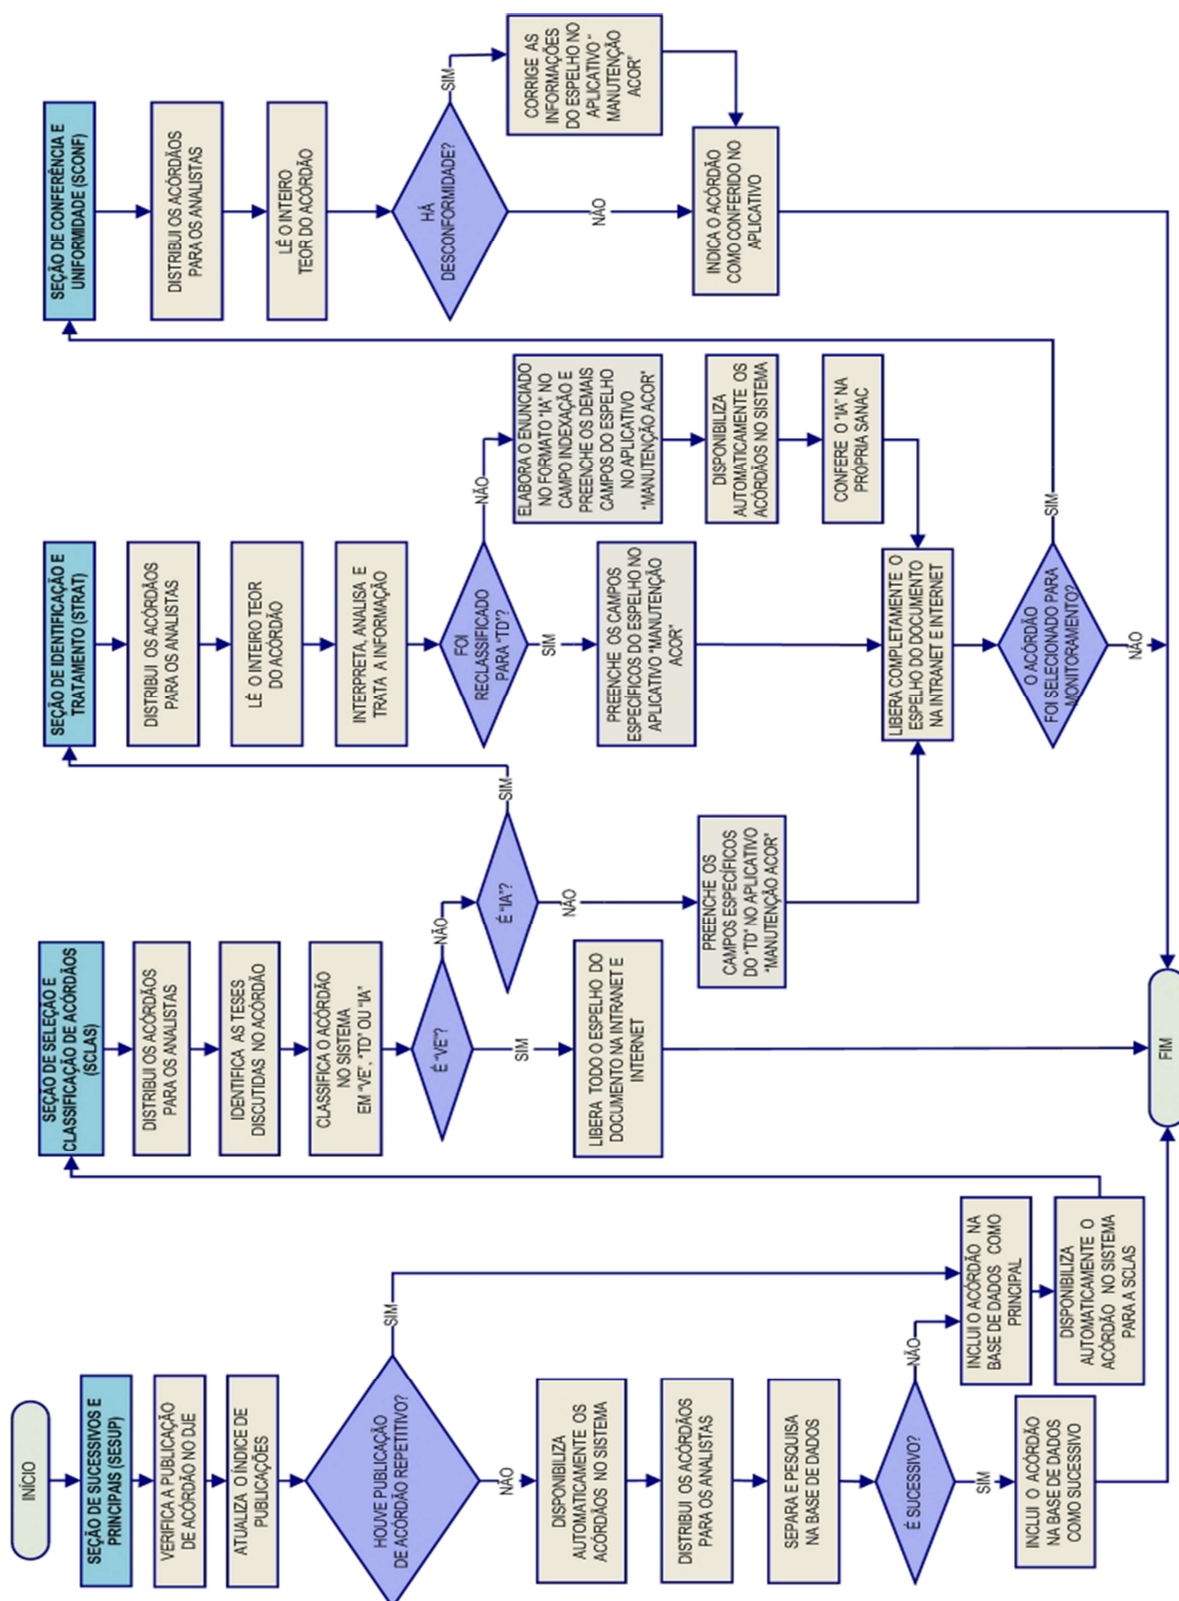 INÍCIO
SEÇÃO DE SUCESSIVOS E
PRINCIPAIS (SESUP)
VERIFICA A PUBLICAÇÃO
DE ACÓRDÃO NO DJE
ATUALIZA O ÍNDICE DE
PUBLICAÇÕES
HOUVE PUBLICAÇÃO
DE ACÓRDÃO REPETITIVO?
SIM
NÃO
DISPONIBILIZA
AUTOMATICAMENTE OS
ACÓRDÃOS NO SISTEMA
DISTRIBUI OS ACÓRDÃOS
PARA OS ANALISTAS
SEPARA E PESQUISA
NA BASE DE DADOS
É SUCESSIVO?
NÃO
SIM
INCLUI O ACÓRDÃO
NA BASE DE DADOS
COMO SUCESSIVO
INCLUI O ACÓRDÃO NA
BASE DE DADOS COMO
PRINCIPAL
DISPONIBILIZA
AUTOMATICAMENTE O
ACÓRDÃO NO SISTEMA
PARA A SCLAS
SEÇÃO DE SELEÇÃO E
CLASSIFICAÇÃO DE ACÓRDÃOS
(SCLAS)
DISTRIBUI OS ACÓRDÃOS
PARA OS ANALISTAS
IDENTIFICA AS TESES
DISCUTIDAS NO ACÓRDÃO
CLASSIFICA O ACÓRDÃO
NO SISTEMA
EM "VE", "TD" OU "IA"
É "VE"?
NÃO
SIM
LIBERA TODO O ESPELHO DO
DOCUMENTO NA INTRANET E
INTERNET
É "IA"?
SIM
NÃO
PREENCHE OS
CAMPOS ESPECÍFICOS
DO "TD" NO APLICATIVO
"MANUTENÇÃO ACOR"
FIM
SEÇÃO DE IDENTIFICAÇÃO E
TRATAMENTO (STRAT)
DISTRIBUI OS ACÓRDÃOS
PARA OS ANALISTAS
LÊ O INTEIRO TEOR
DO ACÓRDÃO
INTERPRETA, ANALISA E
TRATA A INFORMAÇÃO
FOI
RECLASSIFICADO
PARA "TD"?
NÃO
SIM
PREENCHE OS CAMPOS
ESPECÍFICOS DO ESPELHO NO
APLICATIVO "MANUTENÇÃO
ACOR"
ELABORA O ENUNCIADO
NO FORMATO "IA" NO
CAMPO INDEXAÇÃO E
PREENCHE OS DEMAIS
CAMPOS DO ESPELHO
NO APLICATIVO
"MANUTENÇÃO ACOR"
DISPONIBILIZA
AUTOMATICAMENTE OS
ACÓRDÃOS NO SISTEMA
CONFERE O "IA" NA
PRÓPRIA SANAC
LIBERA COMPLETAMENTE O
ESPELHO DO DOCUMENTO
NA INTRANET E INTERNET
O ACÓRDÃO
FOI SELECIONADO PARA
MONITORAMENTO?
SIM
NÃO
SEÇÃO DE CONFERÊNCIA E
UNIFORMIDADE (SCONF)
DISTRIBUI OS ACÓRDÃOS
PARA OS ANALISTAS
LÊ O INTEIRO
TEOR DO ACÓRDÃO
HÁ
DESCONFORMIDADE?
SIM
NÃO
CORRIGE AS
INFORMAÇÕES
DO ESPELHO NO
APLICATIVO "
MANUTENÇÃO
ACOR"
INDICA O ACÓRDÃO
COMO CONFERIDO NO
APLICATIVO